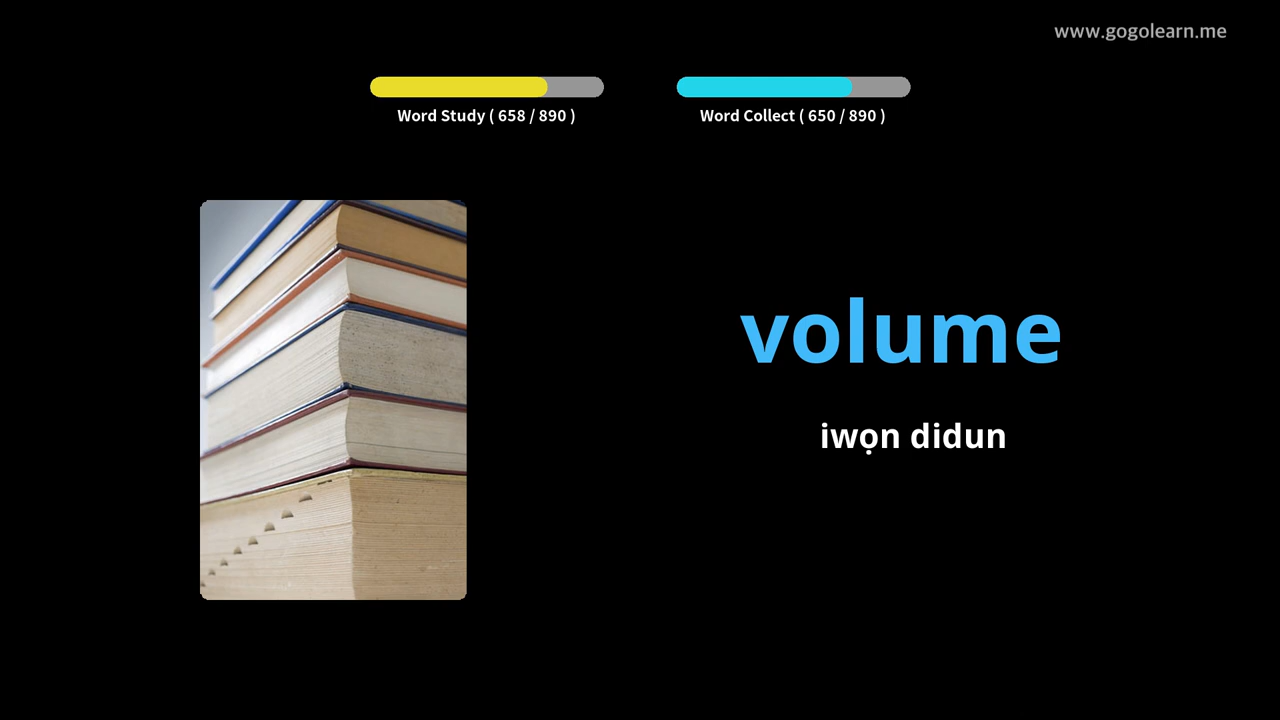 www.gogolearn.me
Word Study ( 658 / 890 )
Word Collect ( 650 / 890 )
volume
iwọn didun